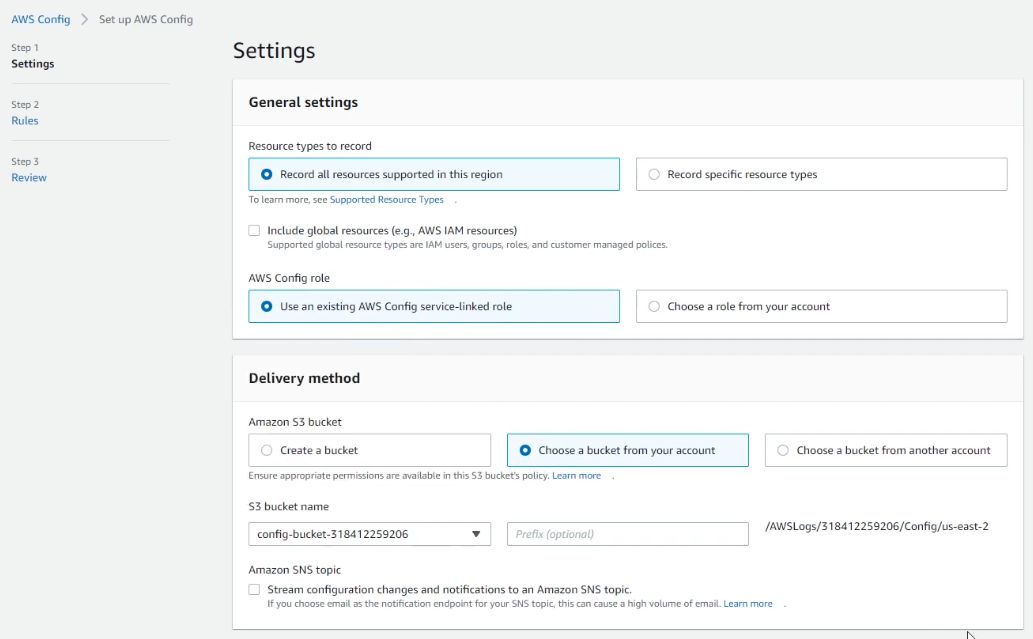 AWS Config > Set up AWS Config
Step 1
Settings
Step 2
Rules
Step 3
Review
Settings
General settings
Resource types to record
Record all resources supported in this region
Record specific resource types
To learn more, see Supported Resource Types .
Include global resources (e.g., AWS IAM resources)
Supported global resource types are IAM users, groups, roles, and customer managed polices.
AWS Config role
Use an existing AWS Config service-linked role
Choose a role from your account
Delivery method
Amazon S3 bucket
Create a bucket
Choose a bucket from your account
Choose a bucket from another account
Ensure appropriate permissions are available in this S3 bucket's policy. Learn more .
S3 bucket name
config-bucket-318412259206
Prefix (optional)
/AWSLogs/318412259206/Config/us-east-2
Amazon SNS topic
Stream configuration changes and notifications to an Amazon SNS topic.
If you choose email as the notification endpoint for your SNS topic, this can cause a high volume of email. Learn more .